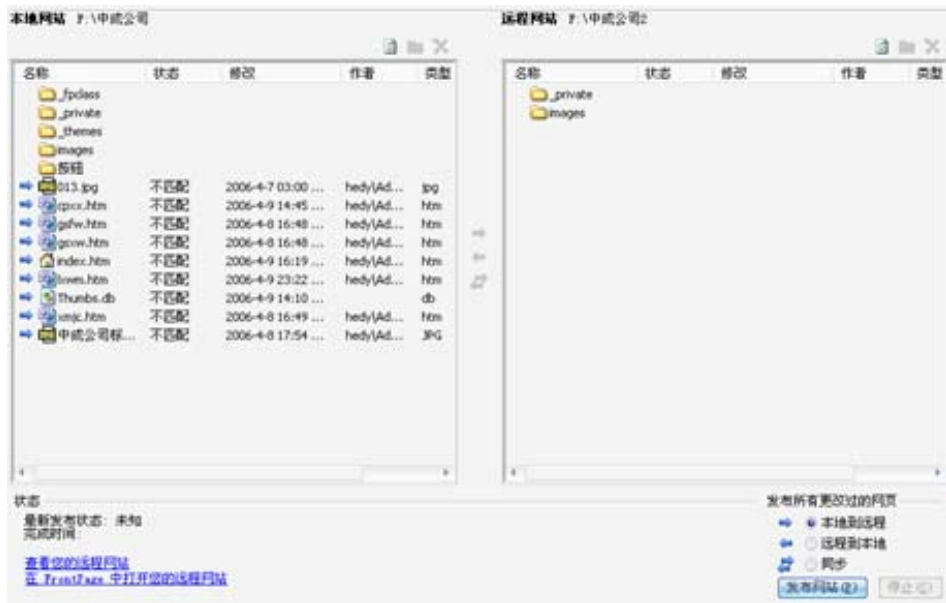 本地网站 F:\中成公司
名称 状态 修改 作者 类型
_fpclass
_private
_themes
images
按钮
013.jpg 不匹配 2006-4-7 03:00 ... hedy\Ad... jpg
cpxx.htm 不匹配 2006-4-9 14:45 ... hedy\Ad... htm
gsfw.htm 不匹配 2006-4-8 16:48 ... hedy\Ad... htm
gsxw.htm 不匹配 2006-4-8 16:48 ... hedy\Ad... htm
index.htm 不匹配 2006-4-9 16:19 ... hedy\Ad... htm
lxwm.htm 不匹配 2006-4-9 23:22 ... hedy\Ad... htm
Thumbs.db 不匹配 2006-4-9 14:10 ... db
xmjc.htm 不匹配 2006-4-8 16:49 ... hedy\Ad... htm
中成公司标... 不匹配 2006-4-8 17:54 ... hedy\Ad... JPG
远程网站 F:\中成公司2
名称 状态 修改 作者 类型
_private
images
状态
最新发布状态: 未知
完成时间:
查看您的远程网站
在 FrontPage 中打开您的远程网站
发布所有更改过的网页
本地到远程
远程到本地
同步
发布网站(P) 停止(C)